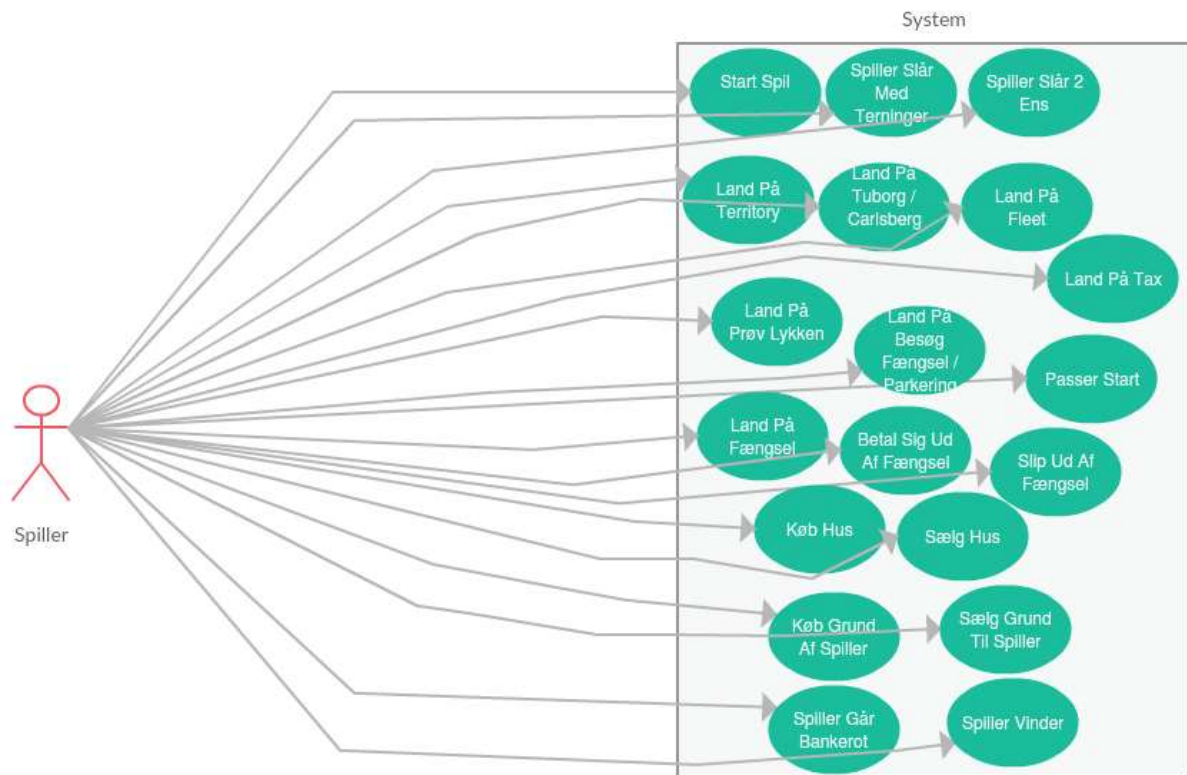 System
Start Spil
Spiller Slår
Med
Terninger
Spiller Slår 2
Ens
Land På
Territory
Land På
Tuborg /
Carlsberg
Land På
Fleet
Land På Tax
Land På
Prøv Lykken
Land På
Besøg
Fængsel /
Parkering
Passer Start
Land På
Fængsel
Betal Sig Ud
Af Fængsel
Slip Ud Af
Fængsel
Køb Hus
Sælg Hus
Køb Grund
Af Spiller
Sælg Grund
Til Spiller
Spiller Går
Bankerot
Spiller Vinder
Spiller